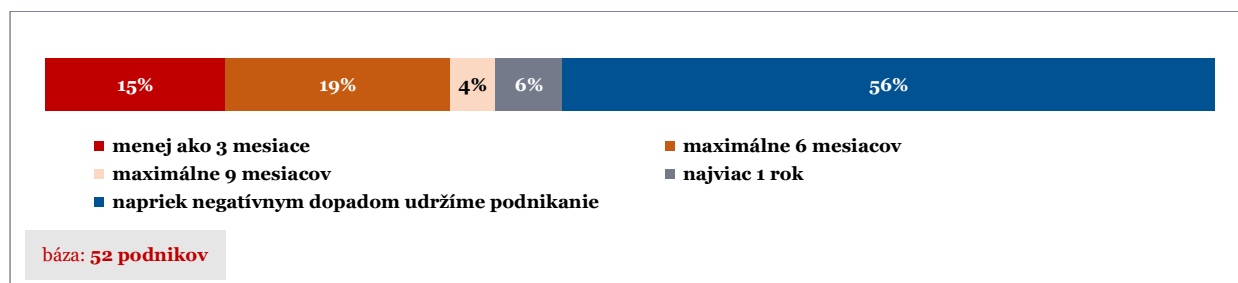 15% 19% 4% 6% 56%
menej ako 3 mesiace maximálne 6 mesiacov
maximálne 9 mesiacov najviac 1 rok
napriek negatívnym dopadom udržíme podnikanie
báza: 52 podnikov